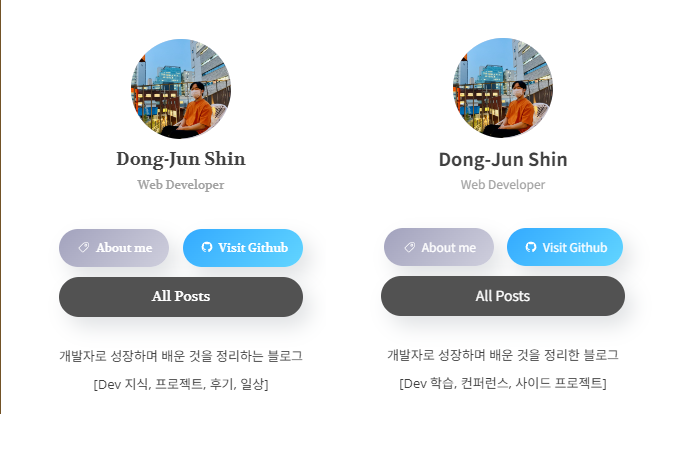 Dong-Jun Shin
Web Developer
About me
Visit Github
All Posts
개발자로 성장하며 배운 것을 정리하는 블로그
[Dev 지식, 프로젝트, 후기, 일상]
Dong-Jun Shin
Web Developer
About me
Visit Github
All Posts
개발자로 성장하며 배운 것을 정리한 블로그
[Dev 학습, 컨퍼런스, 사이드 프로젝트]